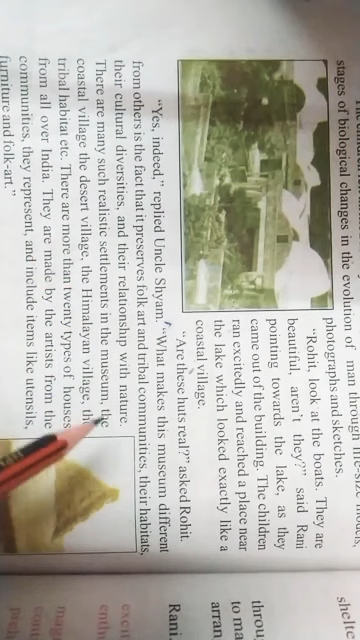 man through life-size models,
stages of biological changes in the evolution of
photographs and sketches.
"Rohit, look at the boats. They are
beautiful, aren't they?" said Rani
pointing towards the lake, as they
came out of the building. The children
ran excitedly and reached a place near
the lake which looked exactly like a
coastal village.
"Are these huts real?" asked Rohit.
"Yes, indeed," replied Uncle Shyam. "What makes this museum different
from others is the fact that it preserves folk art and tribal communities, their habitats,
their cultural diversities, and their relationship with nature.
There are many such realistic settlements in the museum, the
coastal village the desert village, the Himalayan village, th
tribal habitat etc. There are more than twenty types of houses
from all over India. They are made by the artists from the
communities, they represent, and include items like utensils,
furniture and folk-art."
shelte
throu
to ma
arran
Rani
excit
enthu
mag
cont
preh